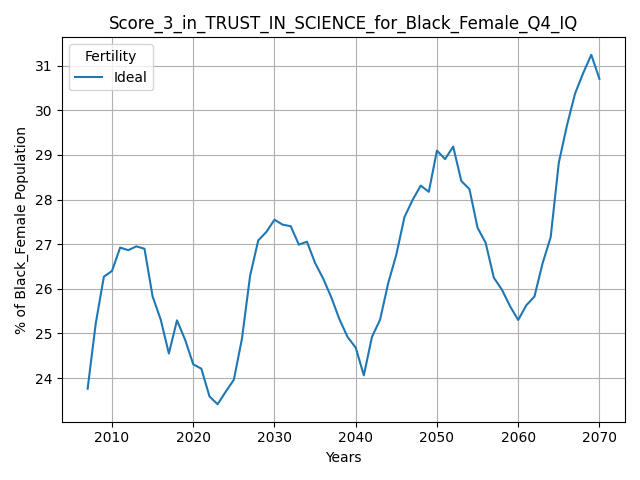 Score_3_in_TRUST_IN_SCIENCE_for_Black_Female_Q4_IQ
Fertility
Ideal
% of Black_Female Population
31
30
29
28
27
26
25
24
2010 2020 2030 2040 2050 2060 2070
Years